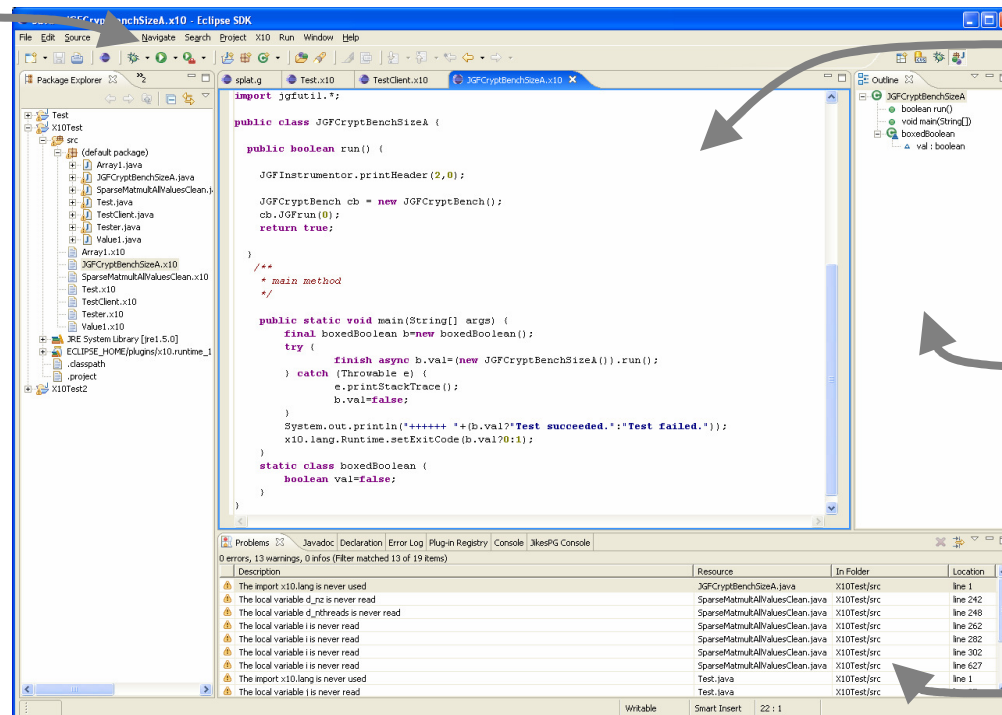 JGFCryptBenchSizeA.x10 - Eclipse SDK
File Edit Source Navigate Search Project X10 Run Window Help
Package Explorer
2
splat.g Test.x10 TestClient.x10 JGFCryptBenchSizeA.x10
Outline
Test
X10Test
src
(default package)
Array1.java
JGFCryptBenchSizeA.java
SparseMatmultAllValuesClean.j
Test.java
TestClient.java
Tester.java
Value1.java
Array1.x10
JGFCryptBenchSizeA.x10
SparseMatmultAllValuesClean.x10
Test.x10
TestClient.x10
Tester.x10
Value1.x10
JRE System Library [jre1.5.0]
ECLIPSE_HOME/plugins/x10.runtime_1
.classpath
.project
X10Test2
import jgfutil.*;
public class JGFCryptBenchSizeA {
public boolean run() {
JGFInstrumentor.printHeader(2,0);
JGFCryptBench cb = new JGFCryptBench();
cb.JGFrun(0);
return true;
}
/**
* main method
*/
public static void main(String[] args) {
final boxedBoolean b=new boxedBoolean();
try {
finish async b.val=(new JGFCryptBenchSizeA()).run();
} catch (Throwable e) {
e.printStackTrace();
b.val=false;
}
System.out.println("++++++ "+(b.val?"Test succeeded.":"Test failed."));
x10.lang.Runtime.setExitCode(b.val?0:1);
}
static class boxedBoolean {
boolean val=false;
}
}
JGFCryptBenchSizeA
boolean run()
void main(String[])
boxedBoolean
val : boolean
Problems Javadoc Declaration Error Log Plug-in Registry Console JikesPG Console
0 errors, 13 warnings, 0 infos (Filter matched 13 of 19 items)
Description Resource In Folder Location
The import x10.lang is never used JGFCryptBenchSizeA.java X10Test/src line 1
The local variable d_nz is never read SparseMatmultAllValuesClean.java X10Test/src line 242
The local variable d_nthreads is never read SparseMatmultAllValuesClean.java X10Test/src line 248
The local variable i is never read SparseMatmultAllValuesClean.java X10Test/src line 262
The local variable i is never read SparseMatmultAllValuesClean.java X10Test/src line 282
The local variable i is never read SparseMatmultAllValuesClean.java X10Test/src line 302
The local variable i is never read SparseMatmultAllValuesClean.java X10Test/src line 627
The import x10.lang is never used Test.java X10Test/src line 1
The local variable j is never read Test.java X10Test/src line
Writable Smart Insert 22 : 1